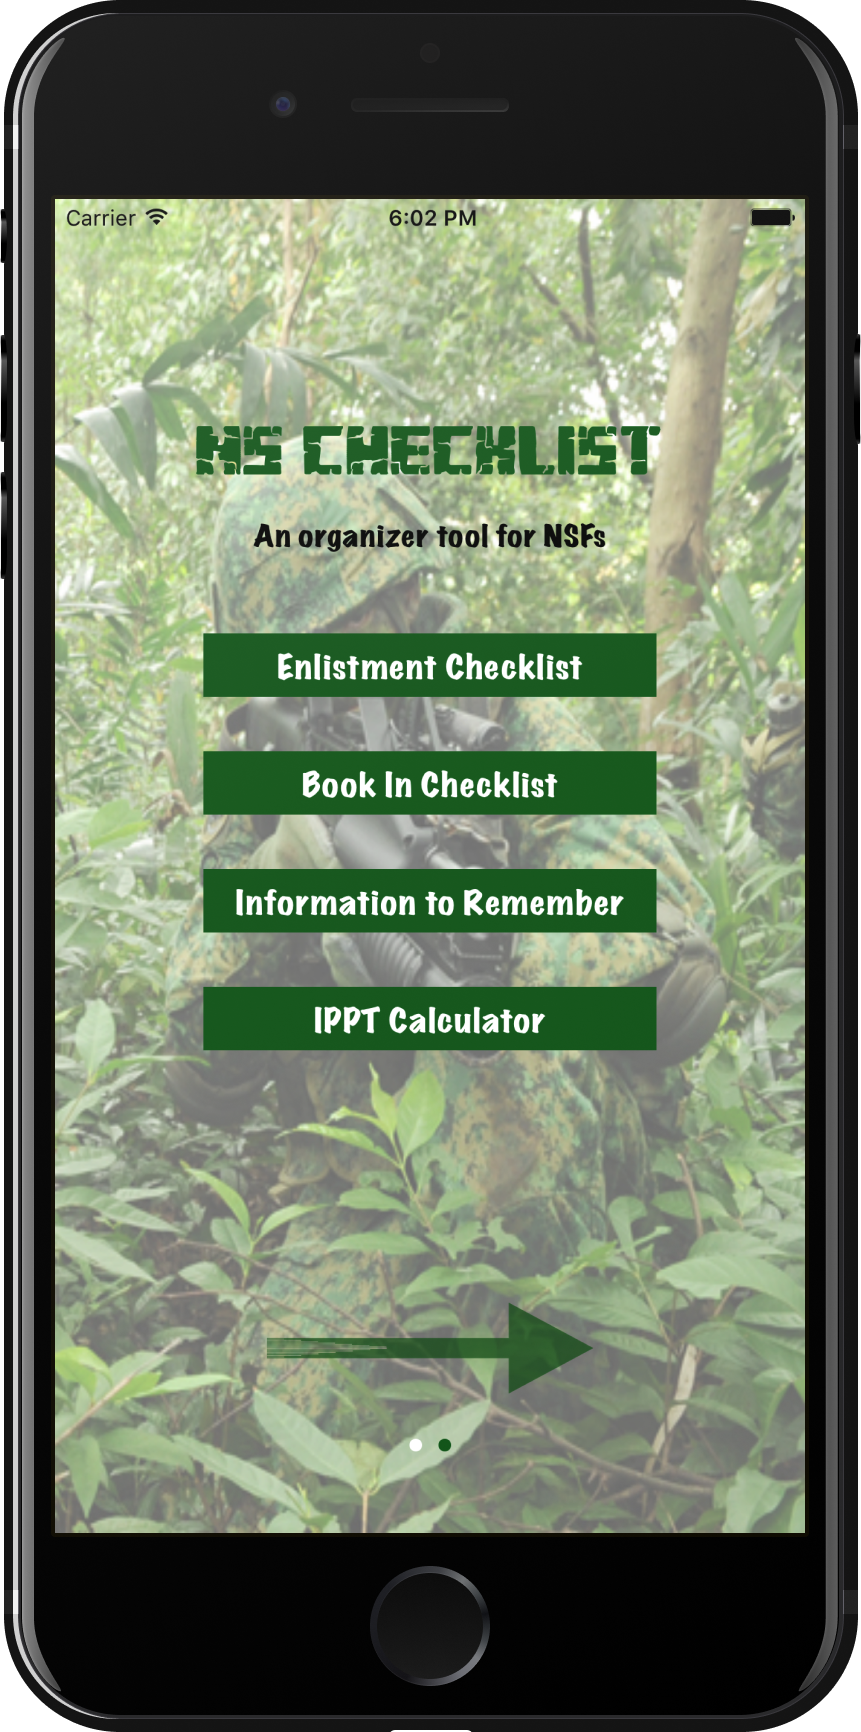 Carrier 6:02 PM
NS CHECKLIST
An organizer tool for NSFs
Enlistment Checklist
Book In Checklist
Information to Remember
IPPT Calculator